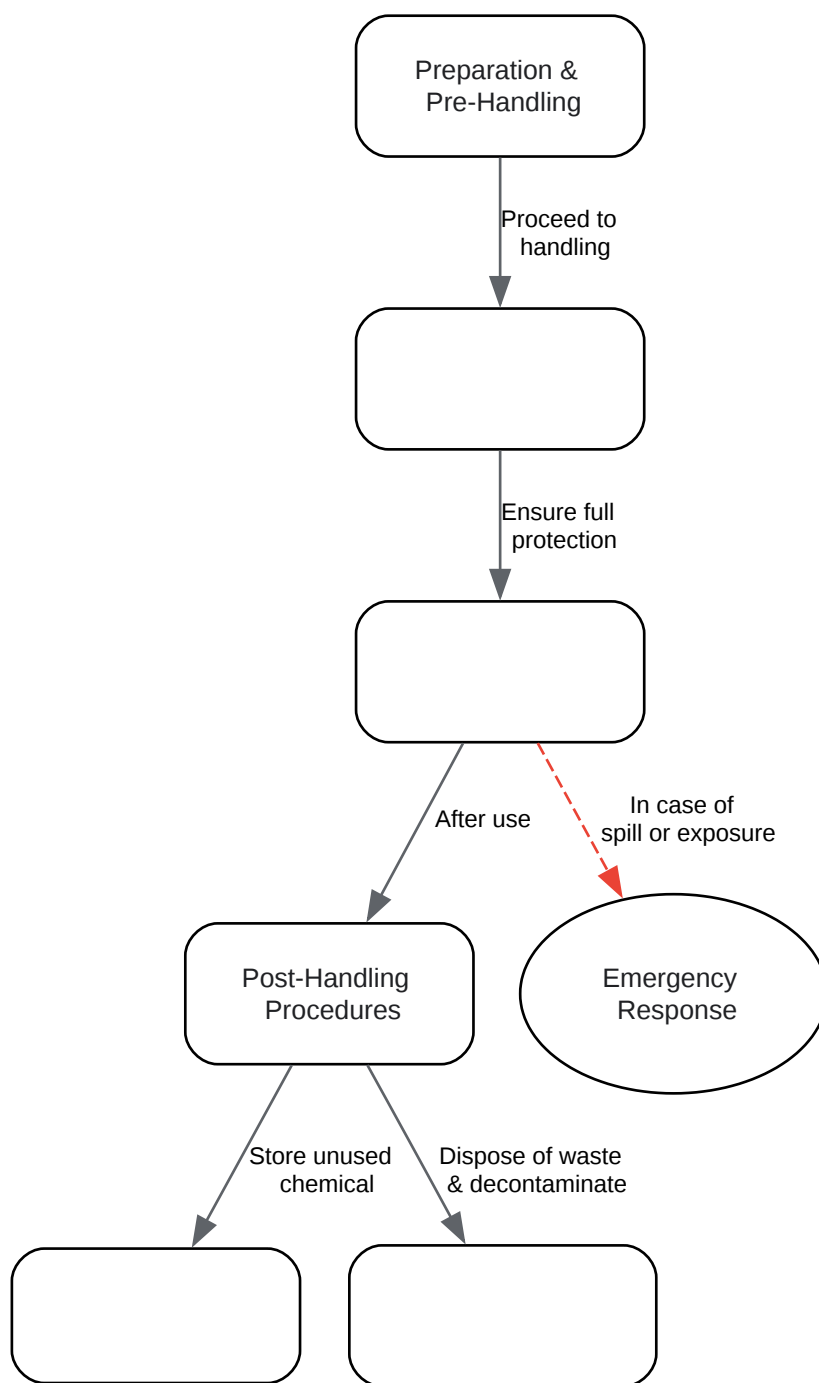 Preparation &
Pre-Handling
Proceed to
handling
Ensure full
protection
After use
In case of
spill or exposure
Post-Handling
Procedures
Emergency
Response
Store unused
chemical
Dispose of waste
& decontaminate